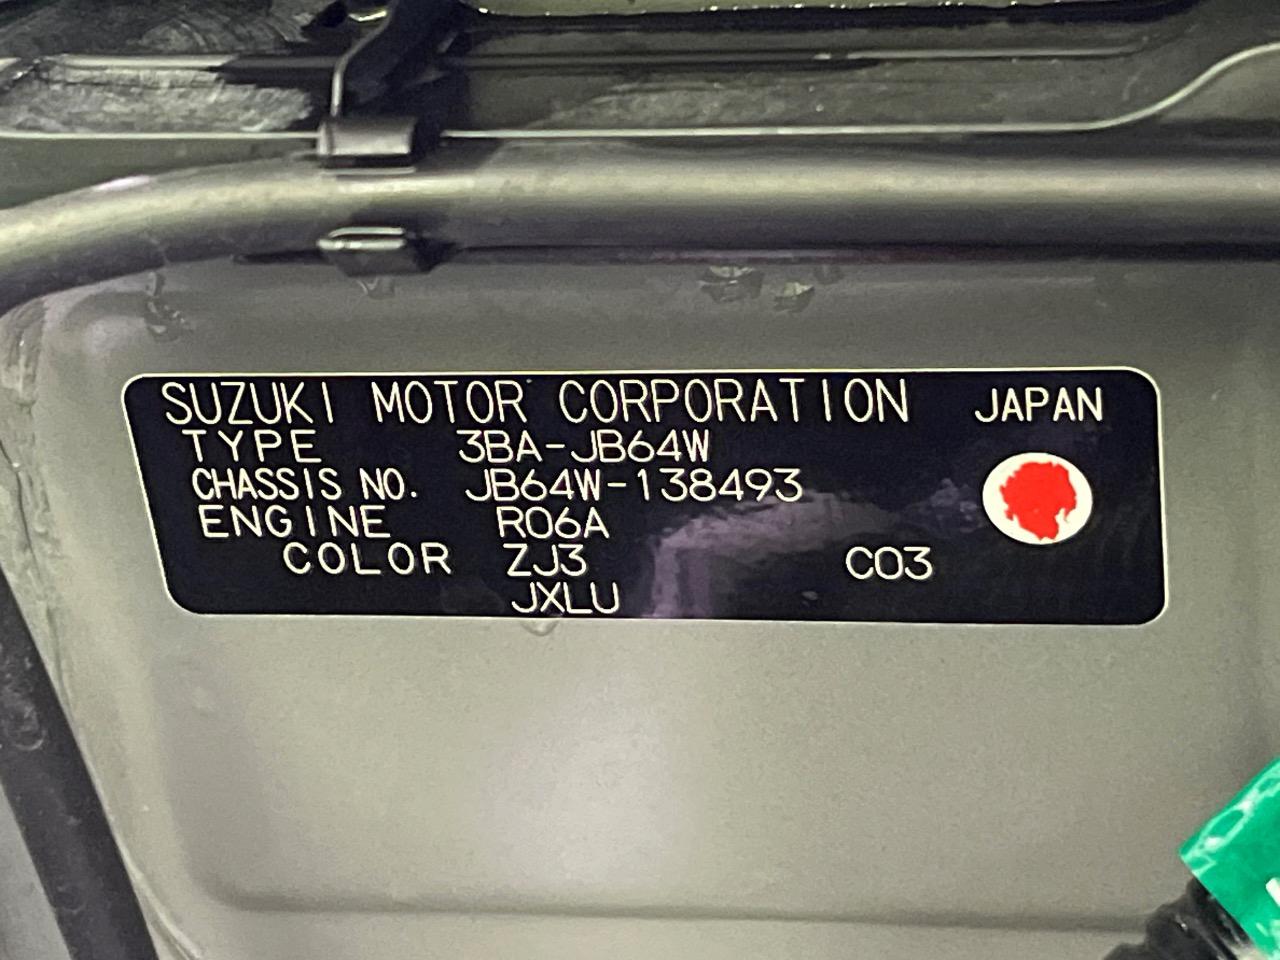 SUZUKI MOTOR CORPORATION JAPAN
TYPE 3BA-JB64W
CHASSIS NO. JB64W-138493
ENGINE R06A
COLOR ZJ3 C03
JXLU